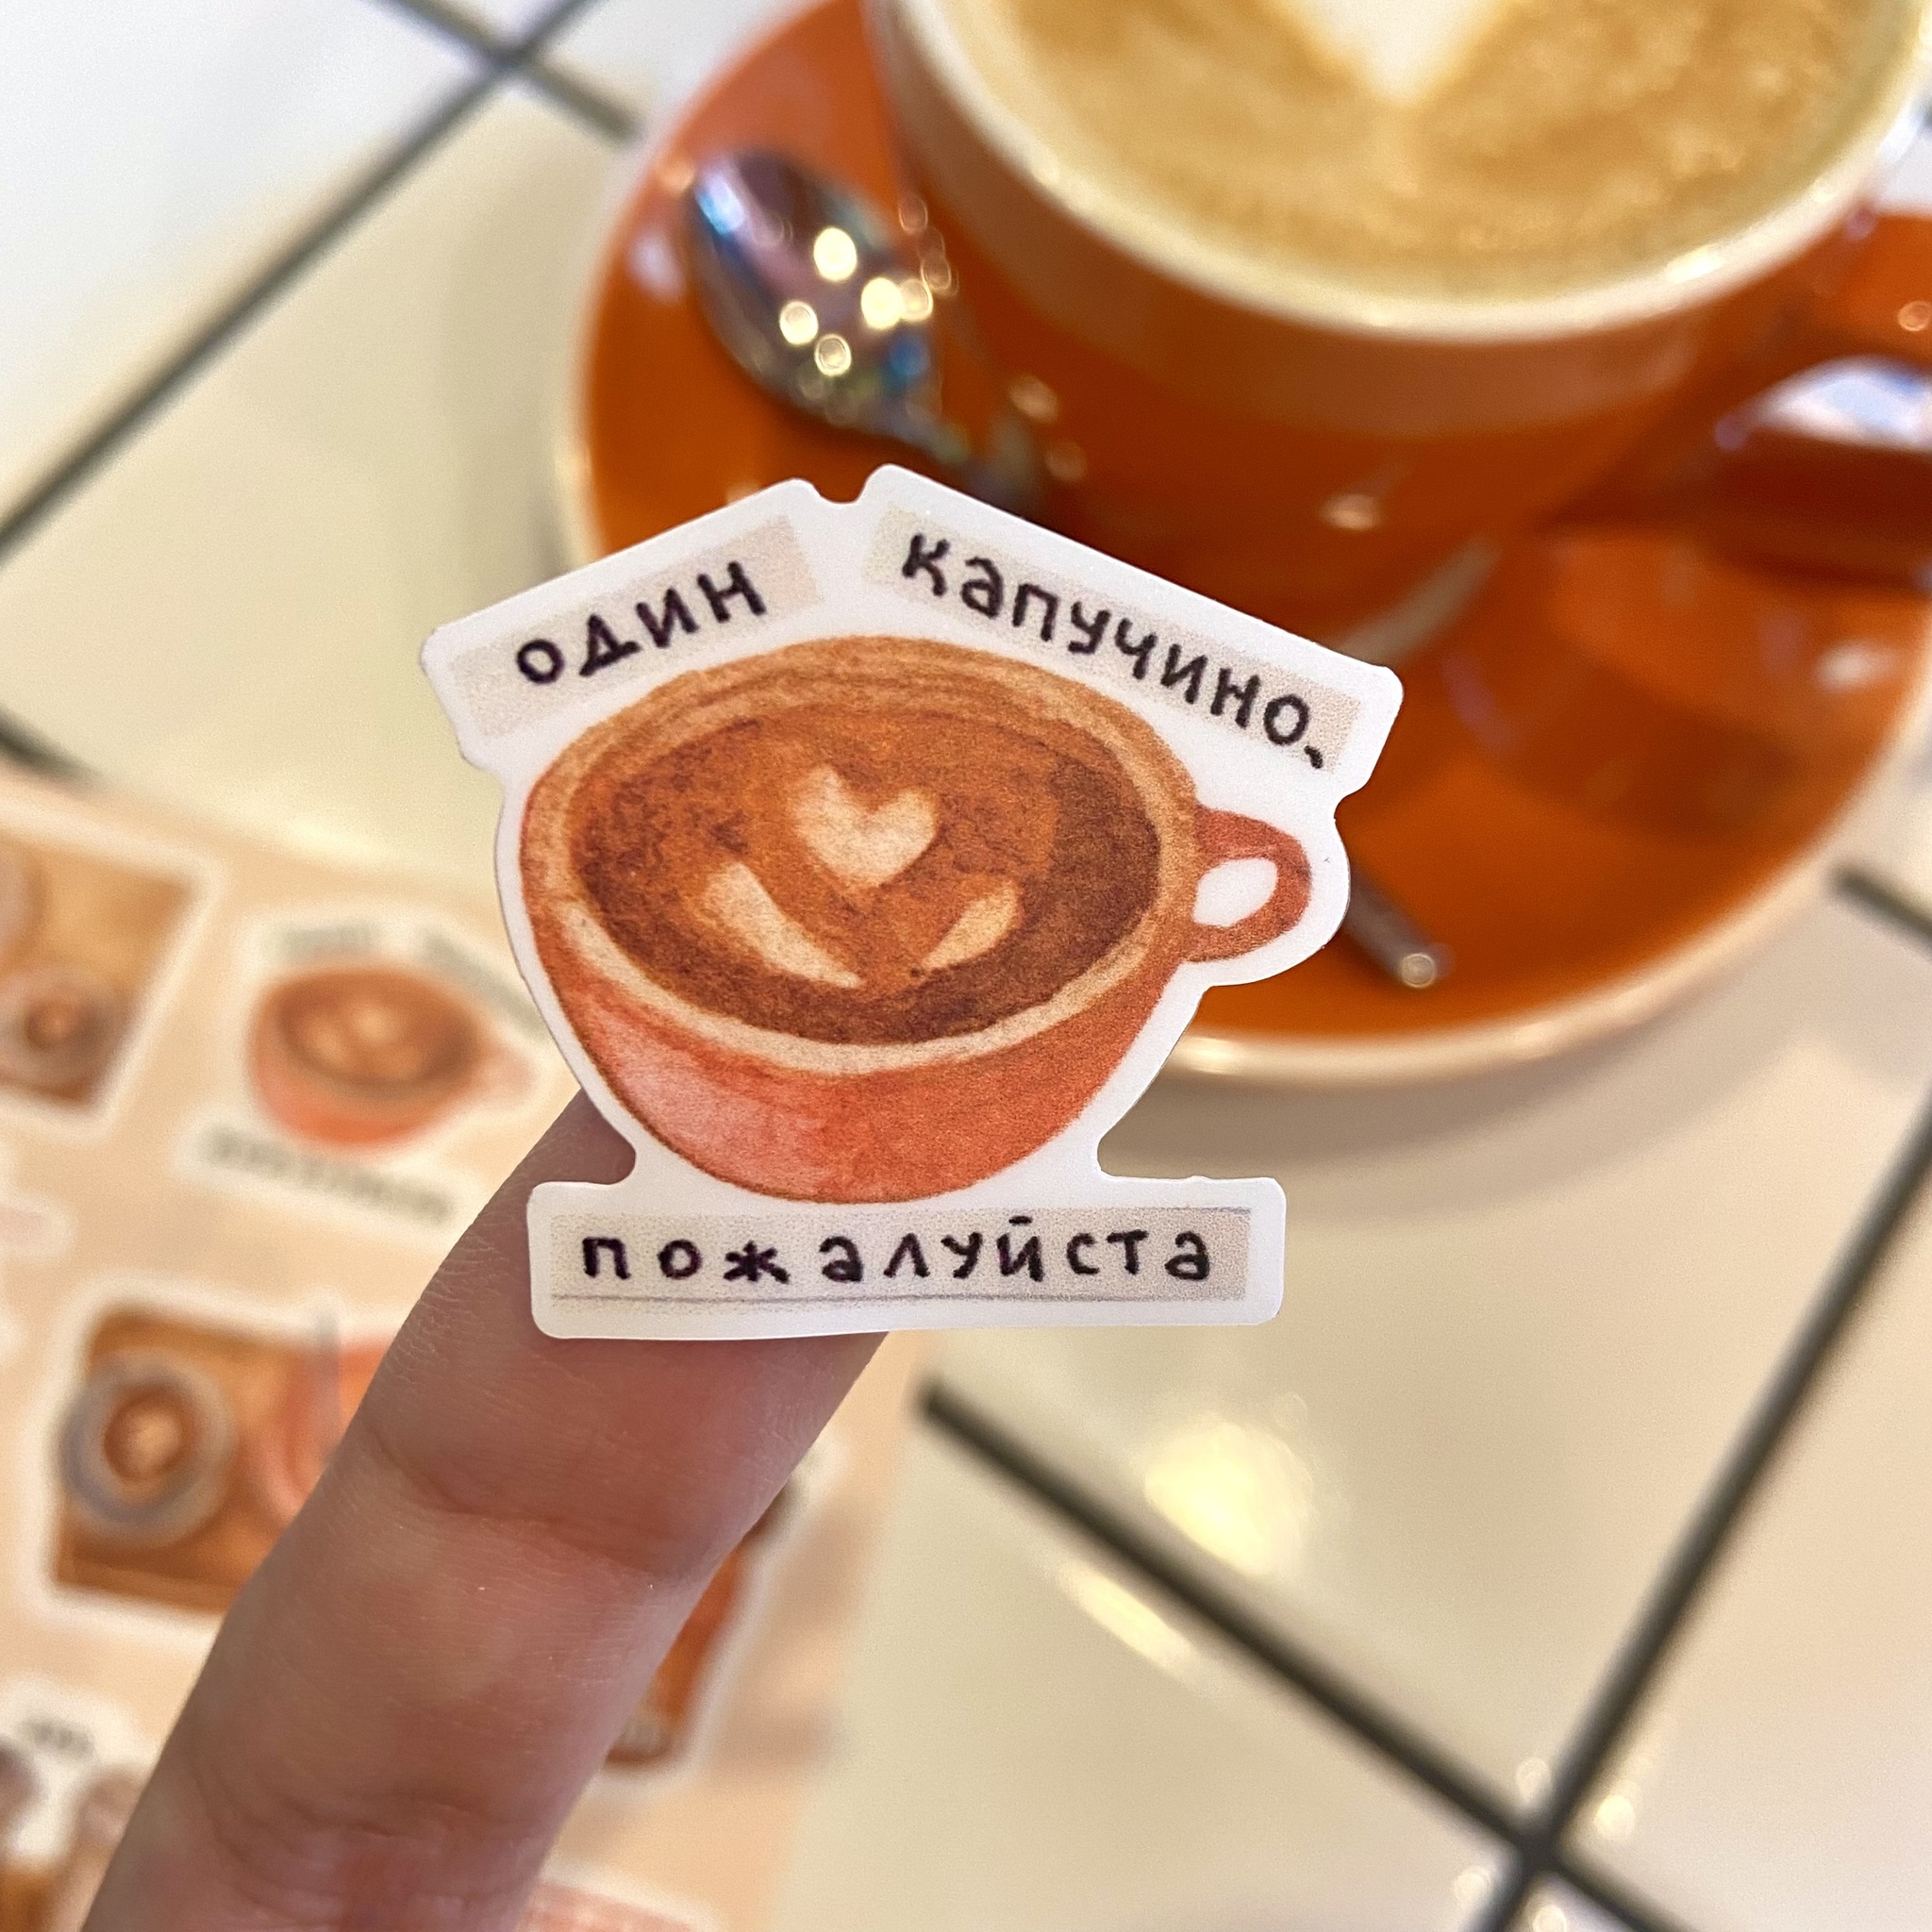 один капучино,
пожалуйста